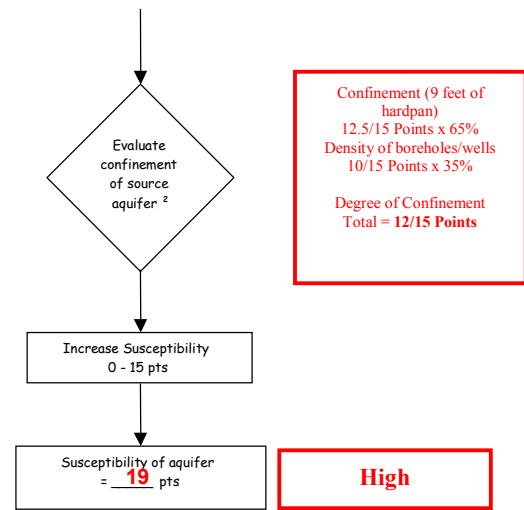 Evaluate
confinement
of source
aquifer ²
Confinement (9 feet of
hardpan)
12.5/15 Points x 65%
Density of boreholes/wells
10/15 Points x 35%
Degree of Confinement
Total = 12/15 Points
Increase Susceptibility
0 - 15 pts
Susceptibility of aquifer
= __19__ pts
High